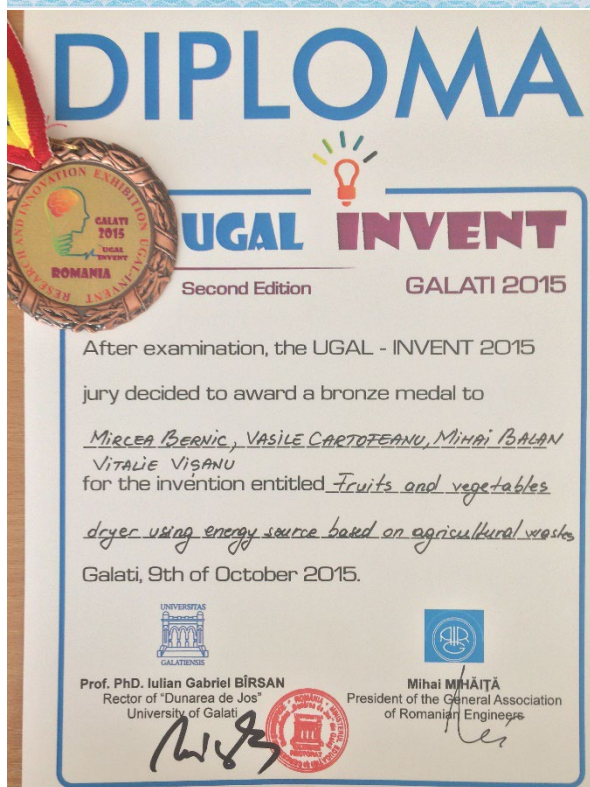 DIPLOMA
RESEARCH AND INNOVATION EXHIBITION UGAL-INVENT
GALATI
2015
UGAL
INVENT
ROMANIA
UGAL INVENT
Second Edition GALATI 2015
After examination, the UGAL - INVENT 2015
jury decided to award a bronze medal to
MIRCEA BERNIC, VASILE CARTOFEANU, MIHAI BALAN
VITALIE VIȘANU
for the invention entitled Fruits and vegetables
dryer using energy source based on agricultural wastes
Galati, 9th of October 2015.
UNIVERSITAS
GALATIENSIS
Prof. PhD. Iulian Gabriel BÎRSAN
Rector of "Dunarea de Jos"
University of Galati
Mihai MIHĂIȚĂ
President of the General Association
of Romanian Engineers